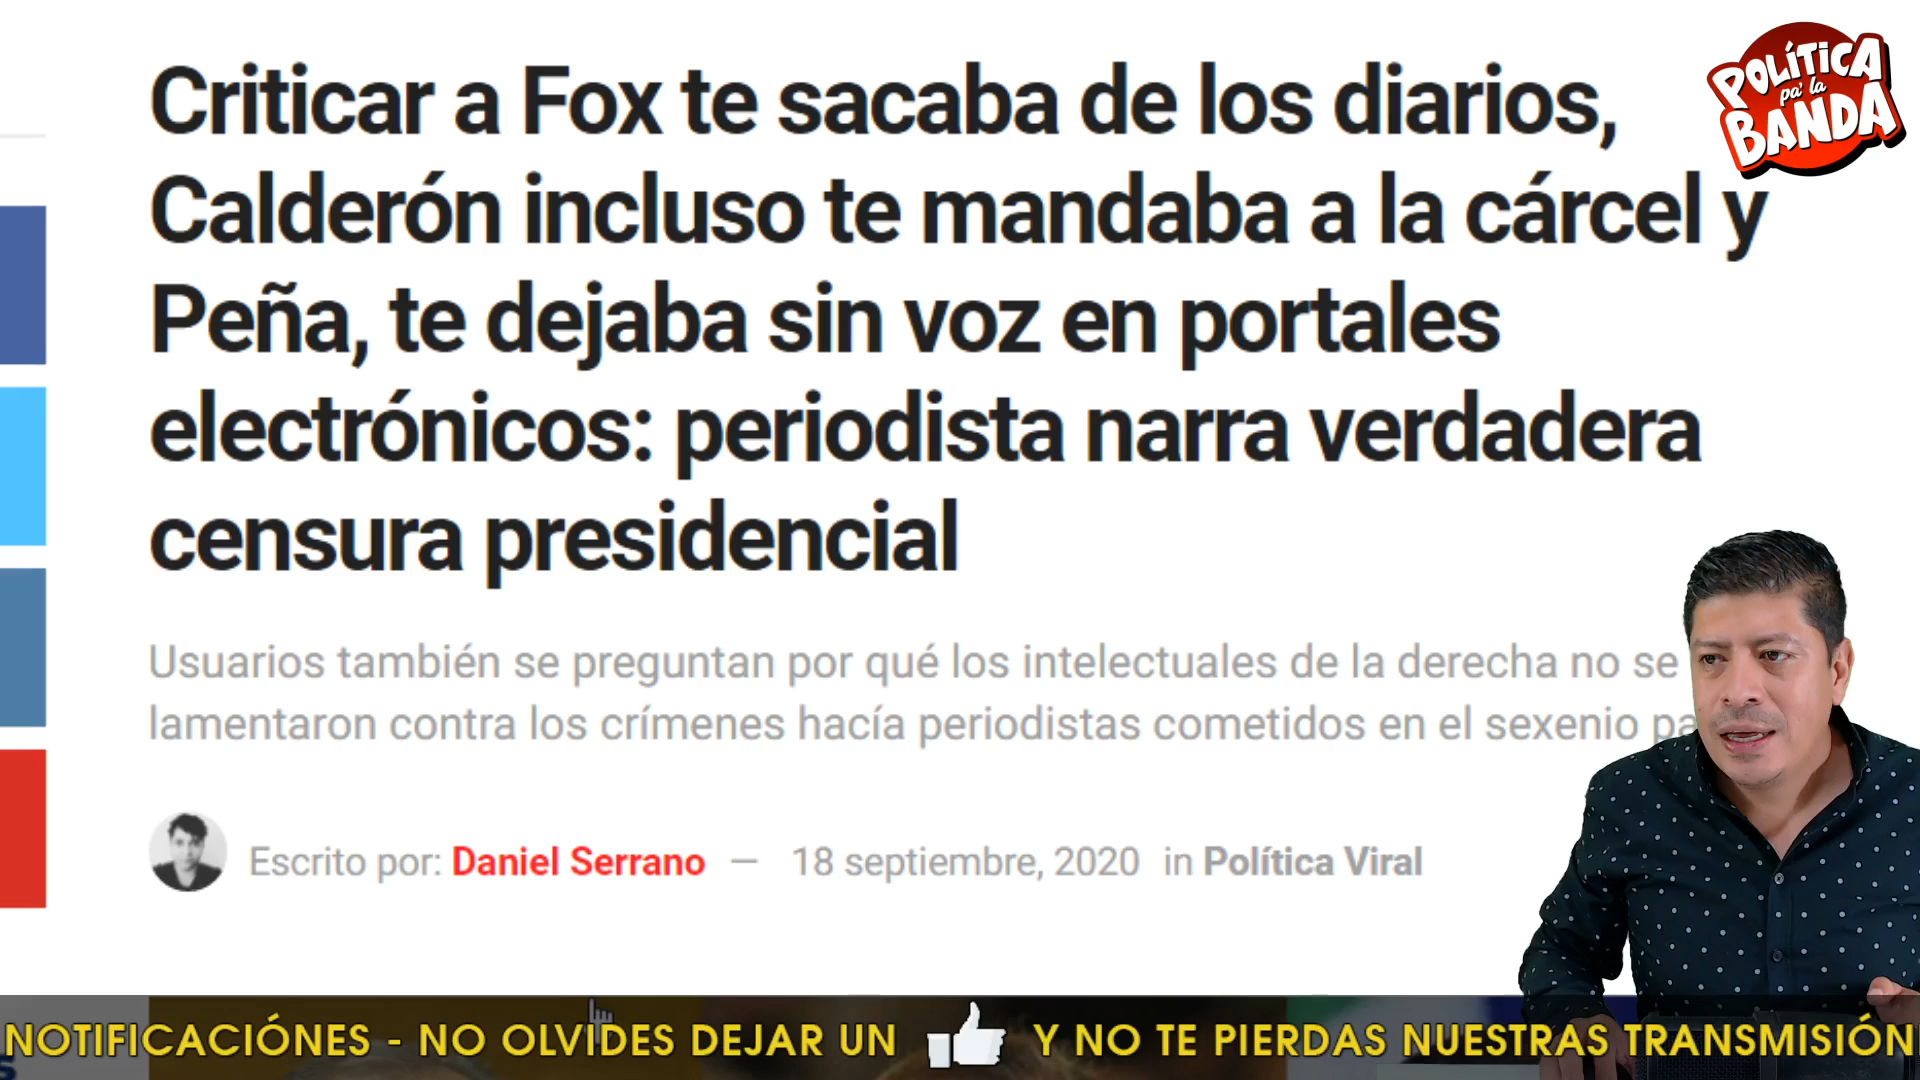 POLÍTICA
pa' la
BANDA
Criticar a Fox te sacaba de los diarios,
Calderón incluso te mandaba a la cárcel y
Peña, te dejaba sin voz en portales
electrónicos: periodista narra verdadera
censura presidencial
Usuarios también se preguntan por qué los intelectuales de la derecha no se
lamentaron contra los crímenes hacía periodistas cometidos en el sexenio pa
Escrito por: Daniel Serrano — 18 septiembre, 2020 in Política Viral
NOTIFICACIÓNES - NO OLVIDES DEJAR UN Y NO TE PIERDAS NUESTRAS TRANSMISIÓN